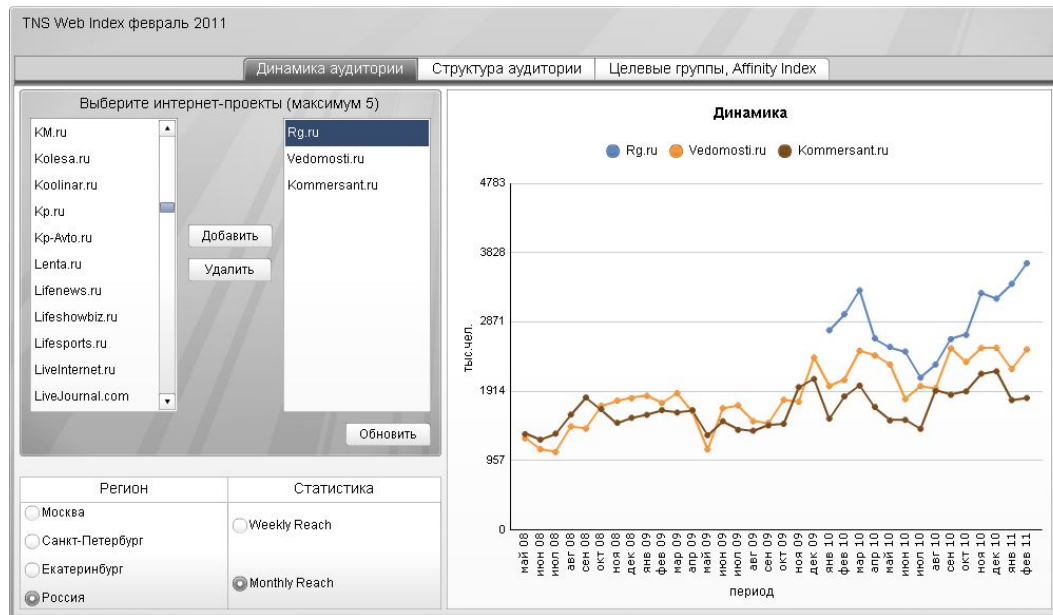 TNS Web Index февраль 2011
Динамика аудитории
Структура аудитории
Целевые группы, Affinity Index
Выберите интернет-проекты (максимум 5)
KM.ru
Kolesa.ru
Koolinar.ru
Kp.ru
Kp-Avto.ru
Lenta.ru
Lifenews.ru
Lifeshowbiz.ru
Lifesports.ru
LiveInternet.ru
LiveJournal.com
Добавить
Удалить
Rg.ru
Vedomosti.ru
Kommersant.ru
Обновить
Регион
Москва
Санкт-Петербург
Екатеринбург
Россия
Статистика
Weekly Reach
Monthly Reach
Динамика
Rg.ru Vedomosti.ru Kommersant.ru
4783
3828
2871
1914
957
0
тыс.чел.
май 08
июн 08
июл 08
авг 08
сен 08
окт 08
ноя 08
дек 08
янв 09
фев 09
мар 09
апр 09
май 09
июн 09
июл 09
авг 09
сен 09
окт 09
ноя 09
дек 09
янв 10
фев 10
мар 10
апр 10
май 10
июн 10
июл 10
авг 10
сен 10
окт 10
ноя 10
дек 10
янв 11
фев 11
период